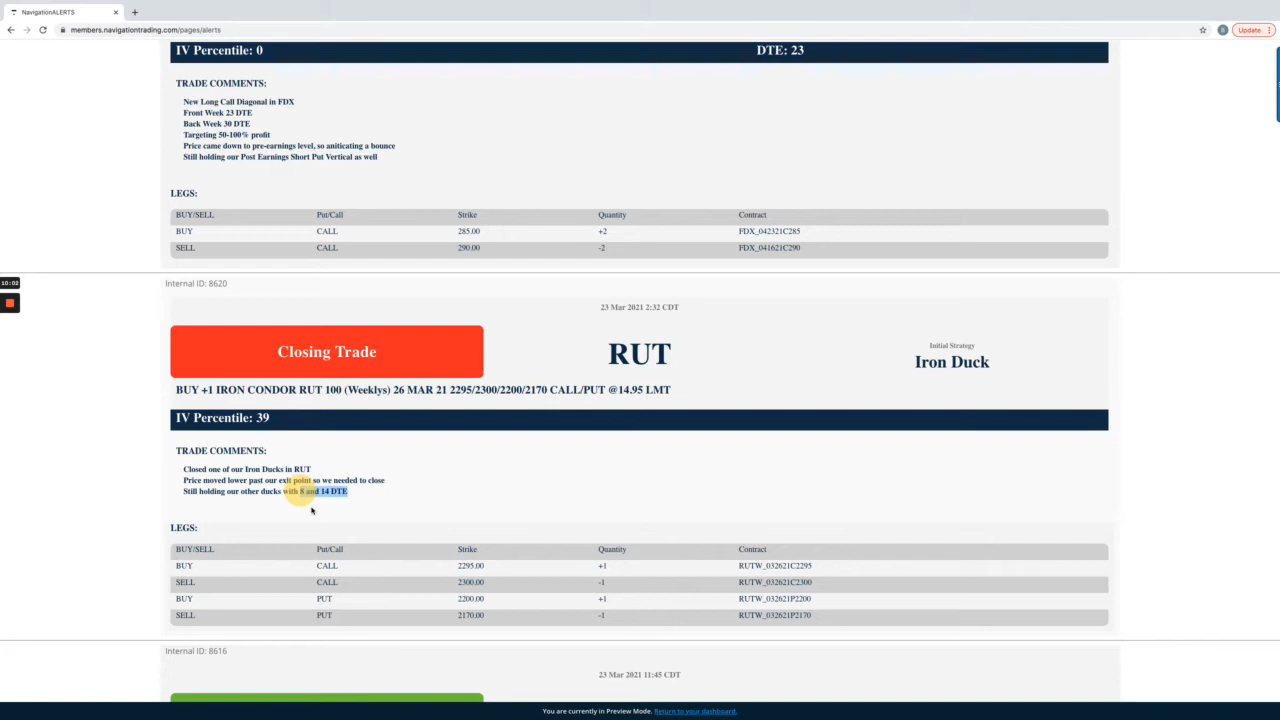 NavigationALERTS
members.navigationtrading.com/pages/alerts
B
Update
IV Percentile: 0 DTE: 23
TRADE COMMENTS:
New Long Call Diagonal in FDX
Front Week 23 DTE
Back Week 30 DTE
Targeting 50-100% profit
Price came down to pre-earnings level, so aniticating a bounce
Still holding our Post Earnings Short Put Vertical as well
LEGS:
BUY/SELL Put/Call Strike Quantity Contract
BUY CALL 285.00 +2 FDX_042321C285
SELL CALL 290.00 -2 FDX_041621C290
10:02
Internal ID: 8620
23 Mar 2021 2:32 CDT
Closing Trade
RUT
Initial Strategy
Iron Duck
BUY +1 IRON CONDOR RUT 100 (Weeklys) 26 MAR 21 2295/2300/2200/2170 CALL/PUT @14.95 LMT
IV Percentile: 39
TRADE COMMENTS:
Closed one of our Iron Ducks in RUT
Price moved lower past our exit point so we needed to close
Still holding our other ducks with 8 and 14 DTE
LEGS:
BUY/SELL Put/Call Strike Quantity Contract
BUY CALL 2295.00 +1 RUTW_032621C2295
SELL CALL 2300.00 -1 RUTW_032621C2300
BUY PUT 2200.00 +1 RUTW_032621P2200
SELL PUT 2170.00 -1 RUTW_032621P2170
Internal ID: 8616
23 Mar 2021 11:45 CDT
You are currently in Preview Mode. Return to your dashboard.